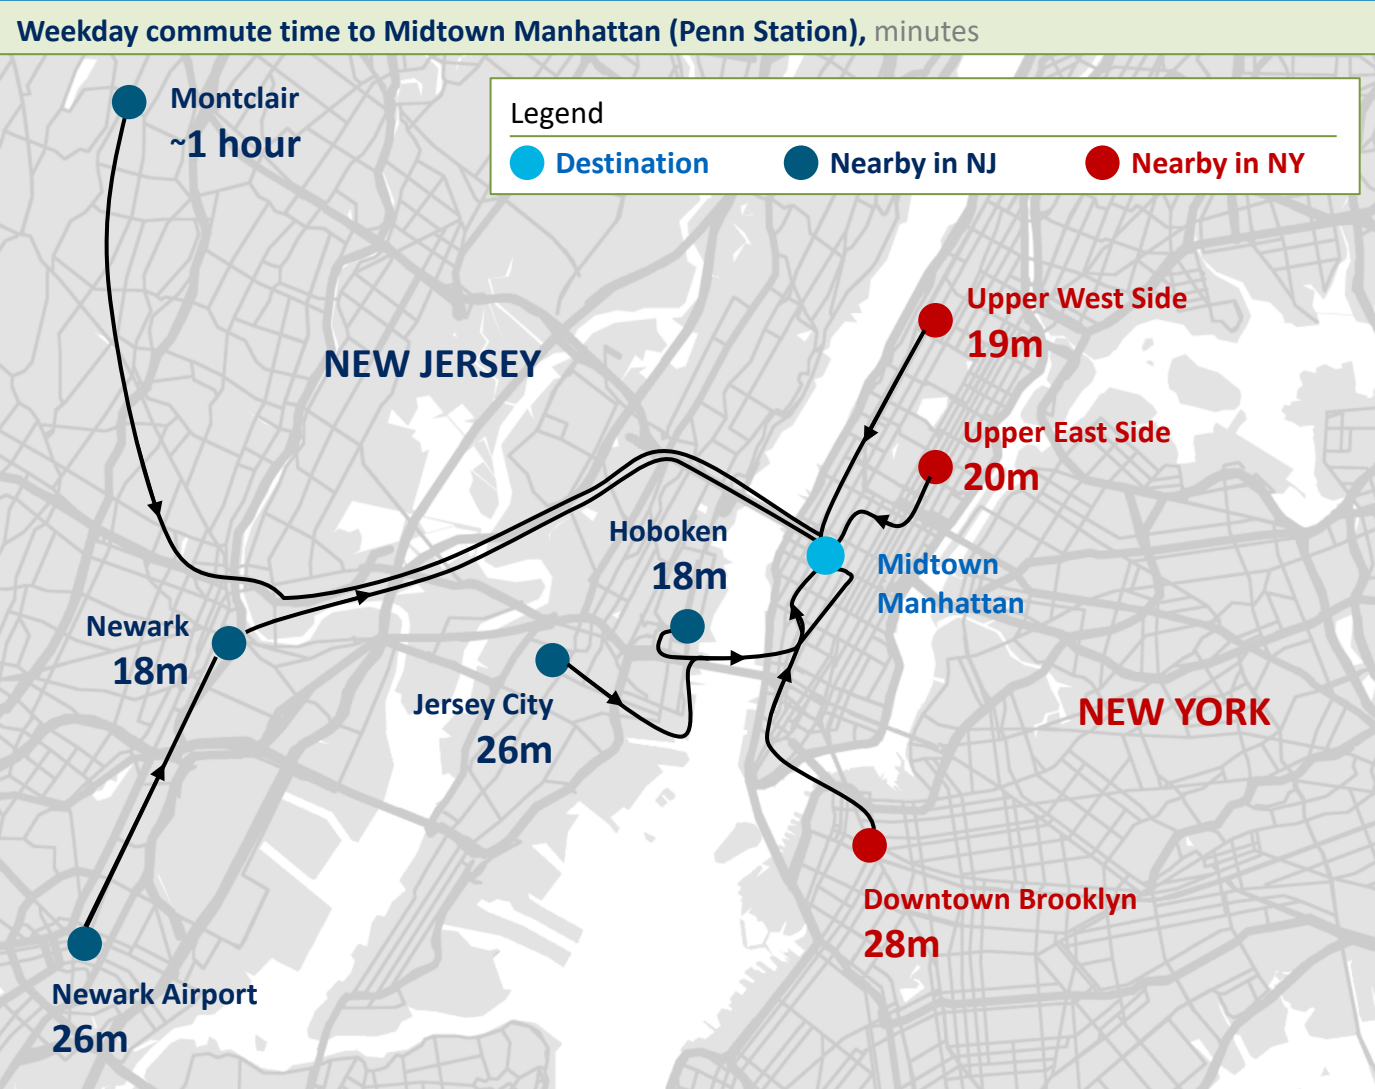 Weekday commute time to Midtown Manhattan (Penn Station), minutes
Legend
Destination
Nearby in NJ
Nearby in NY
Montclair
~1 hour
Upper West Side
19m
NEW JERSEY
Upper East Side
20m
Hoboken
18m
Midtown
Manhattan
Newark
18m
Jersey City
26m
NEW YORK
Downtown Brooklyn
28m
Newark Airport
26m